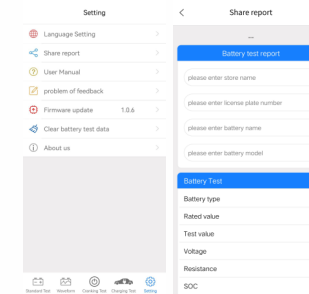 Setting
Language Setting
Share report
User Manual
problem of feedback
Firmware update 1.0.6
Clear battery test data
About us
Standard Test Waveform Cranking Test Charging Test Setting
Share report
...
Battery test report
please enter store name
please enter license plate number
please enter battery name
please enter battery model
Battery Test
Battery type
Rated value
Test value
Voltage
Resistance
SOC